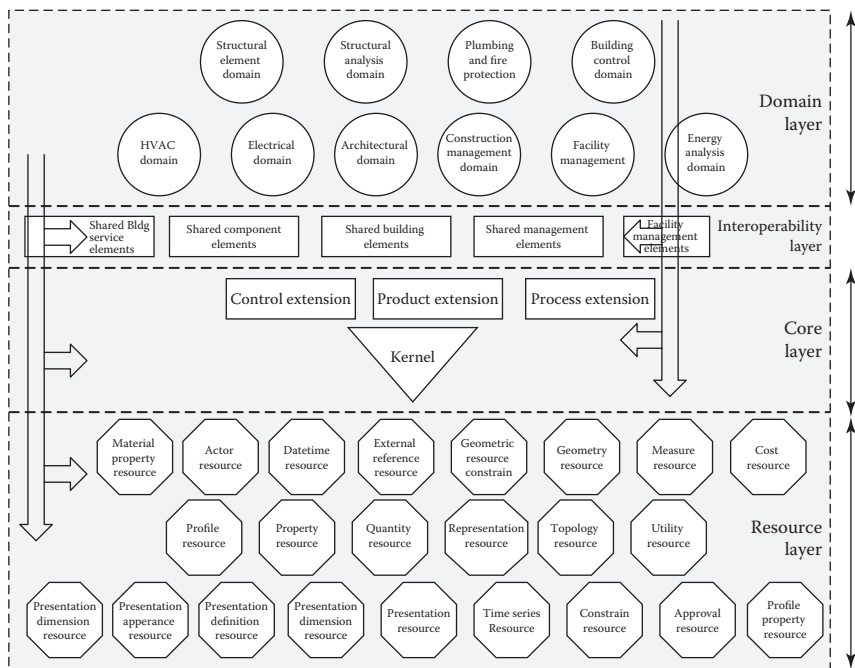 Structural
element
domain
Structural
analysis
domain
Plumbing
and fire
protection
Building
control
domain
Domain
layer
HVAC
domain
Electrical
domain
Architectural
domain
Construction
management
domain
Facility
management
Energy
analysis
domain
Shared Bldg
service
elements
Shared component
elements
Shared building
elements
Shared management
elements
Facility
management
elements
Interoperability
layer
Control extension
Product extension
Process extension
Kernel
Core
layer
Material
property
resource
Actor
resource
Datetime
resource
External
reference
resource
Geometric
resource
constrain
Geometry
resource
Measure
resource
Cost
resource
Profile
resource
Property
resource
Quantity
resource
Representation
resource
Topology
resource
Utility
resource
Resource
layer
Presentation
dimension
resource
Presentation
apperance
resource
Presentation
definition
resource
Presentation
dimension
resource
Presentation
resource
Time series
Resource
Constrain
resource
Approval
resource
Profile
property
resource